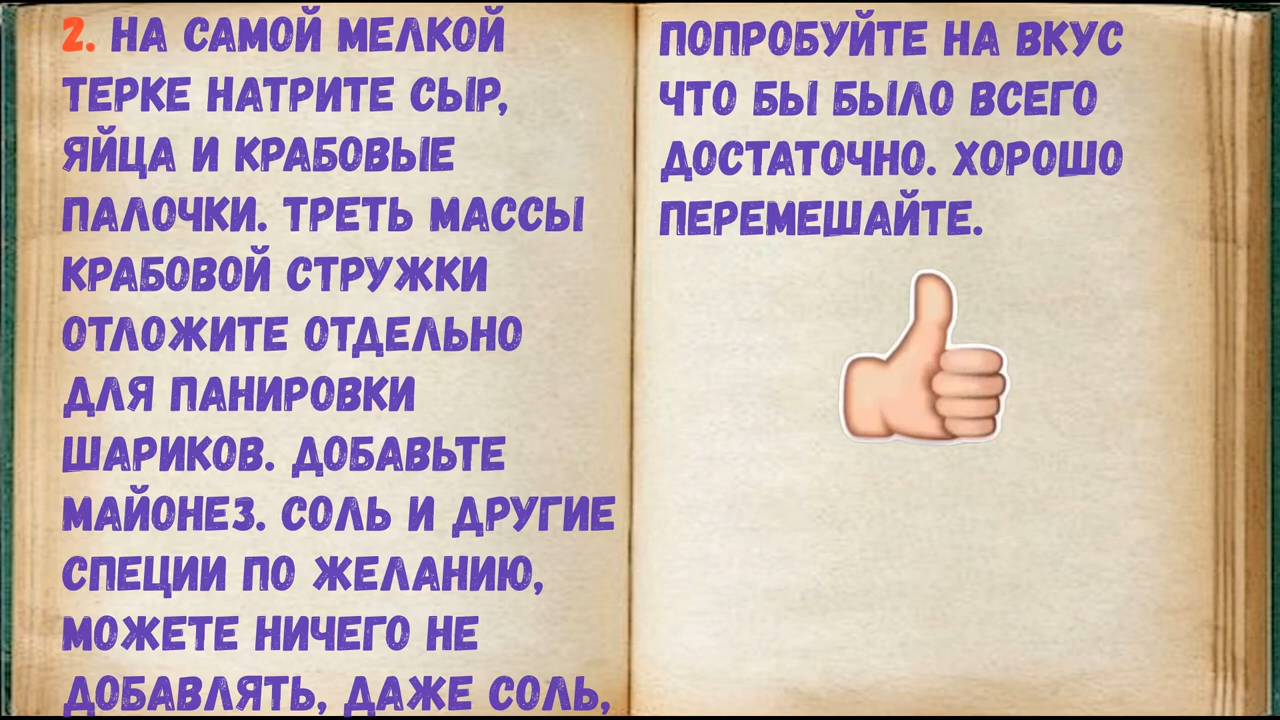 2. НА САМОЙ МЕЛКОЙ
ТЕРКЕ НАТРИТЕ СЫР,
ЯЙЦА И КРАБОВЫЕ
ПАЛОЧКИ. ТРЕТЬ МАССЫ
КРАБОВОЙ СТРУЖКИ
ОТЛОЖИТЕ ОТДЕЛЬНО
ДЛЯ ПАНИРОВКИ
ШАРИКОВ. ДОБАВЬТЕ
МАЙОНЕЗ. СОЛЬ И ДРУГИЕ
СПЕЦИИ ПО ЖЕЛАНИЮ,
МОЖЕТЕ НИЧЕГО НЕ
ДОБАВЛЯТЬ, ДАЖЕ СОЛЬ,
ПОПРОБУЙТЕ НА ВКУС
ЧТО БЫ БЫЛО ВСЕГО
ДОСТАТОЧНО. ХОРОШО
ПЕРЕМЕШАЙТЕ.